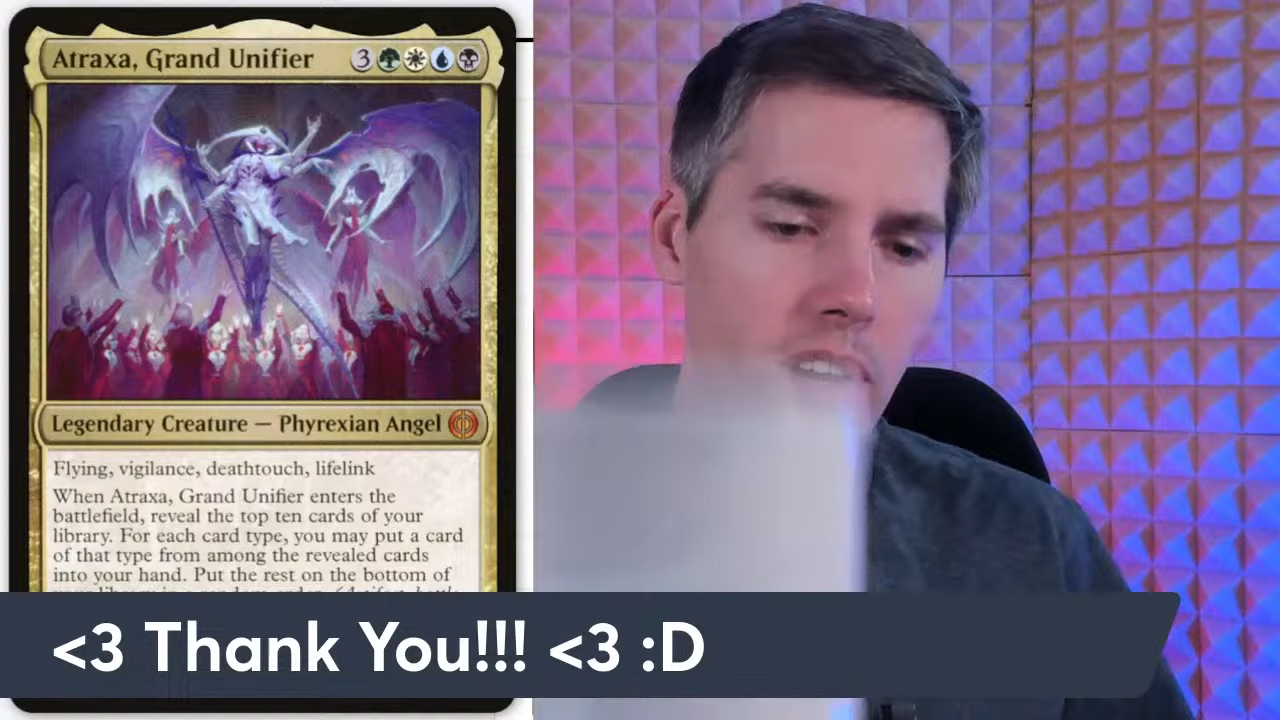 Atraxa, Grand Unifier 3
Legendary Creature — Phyrexian Angel
Flying, vigilance, deathtouch, lifelink
When Atraxa, Grand Unifier enters the
battlefield, reveal the top ten cards of your
library. For each card type, you may put a card
of that type from among the revealed cards
into your hand. Put the rest on the bottom of
<3 Thank You!!! <3 :D